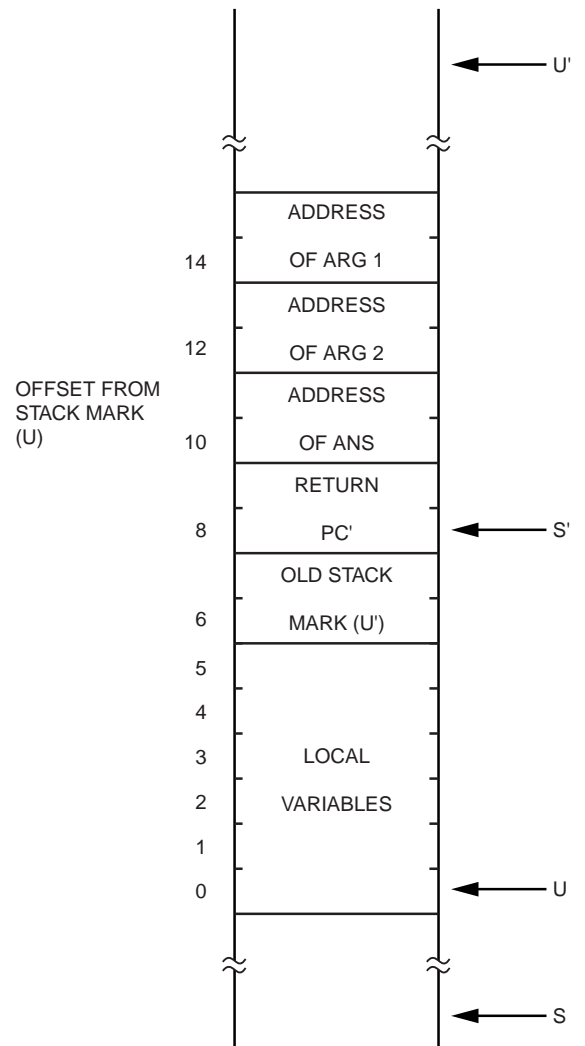 U'
ADDRESS
14 OF ARG 1
ADDRESS
12 OF ARG 2
OFFSET FROM
STACK MARK
(U)
ADDRESS
10 OF ANS
RETURN
8 PC' S'
OLD STACK
6 MARK (U')
5
4
3 LOCAL
2 VARIABLES
1
0 U
S